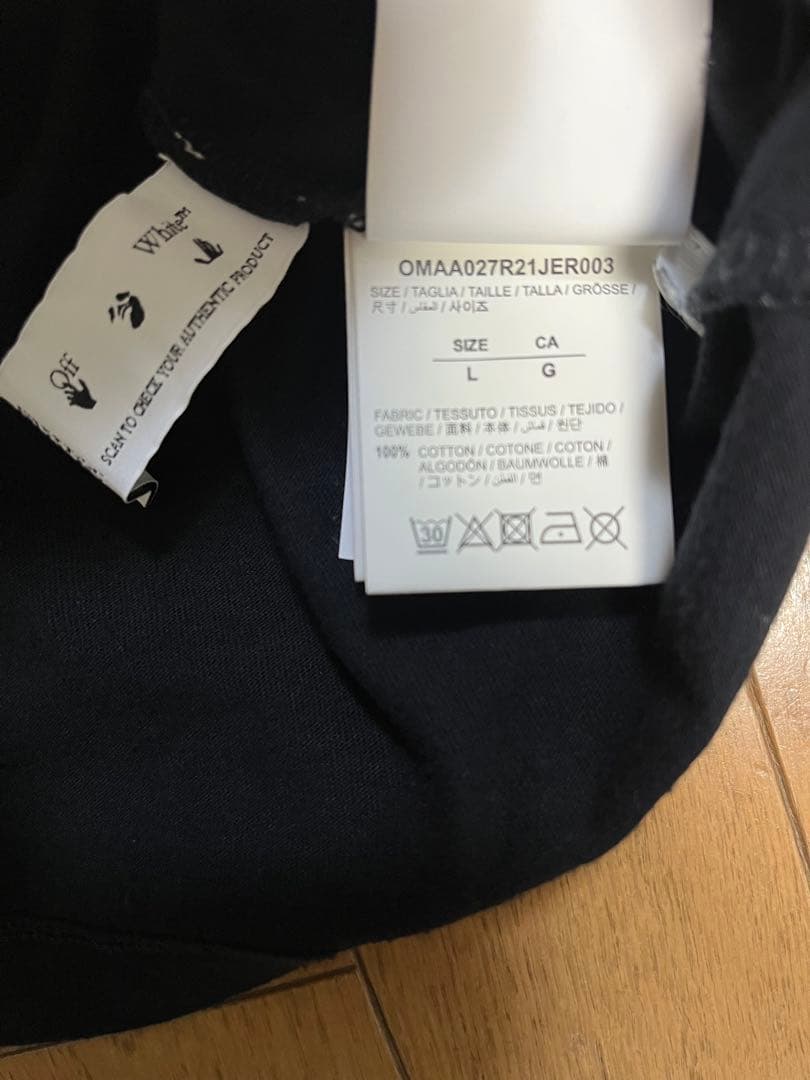 Off
White™
SCAN TO CHECK YOUR AUTHENTIC PRODUCT
OMAA027R21JER003
SIZE / TAGLIA / TAILLE / TALLA / GRÖSSE /
尺寸 / المقاس / 사이즈
SIZE CA
L G
FABRIC / TESSUTO / TISSUS / TEJIDO /
GEWEBE / 面料 / 本体 / قماش / 원단
100% COTTON / COTONE / COTON /
ALGODÓN / BAUMWOLLE / 棉
/ コットン / القطن / 면
30